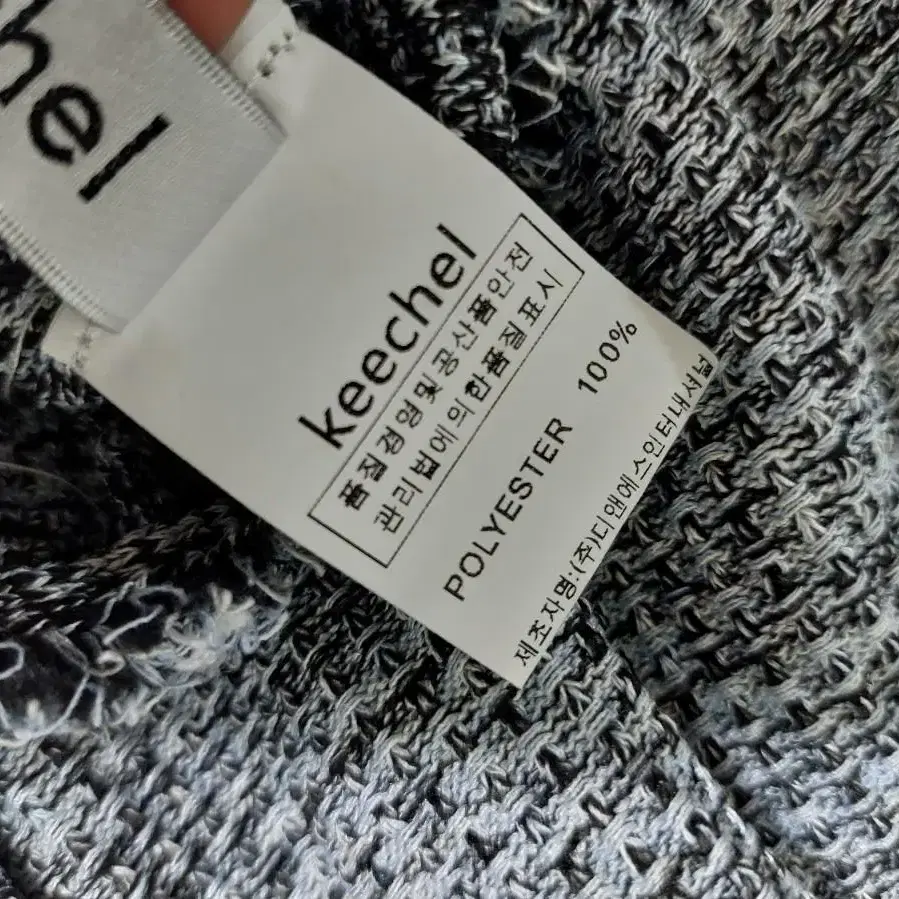 hel
keechel
품질경영및공산품안전
관리법에의한품질표시
POLYESTER 100%
제조자명:(주)디앤에스인터내셔널